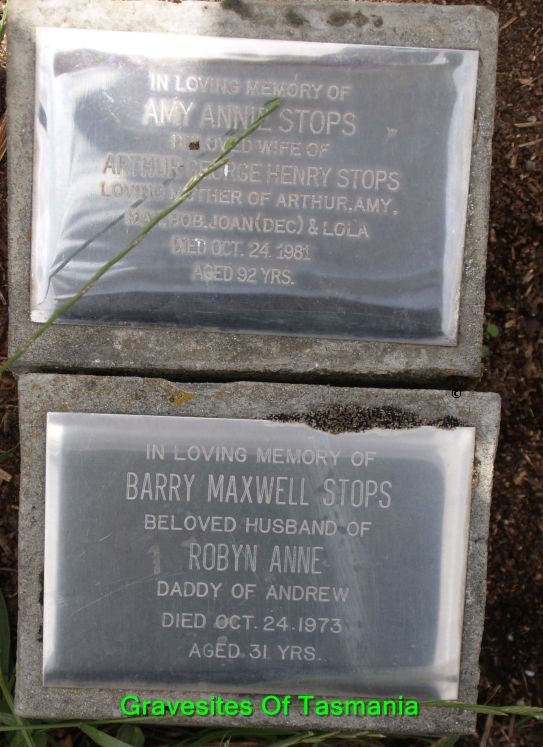 IN LOVING MEMORY OF
AMY ANNIE STOPS
BELOVED WIFE OF
ARTHUR GEORGE HENRY STOPS
LOVING MOTHER OF ARTHUR, AMY,
MAX, BOB, JOAN (DEC) & LOLA
DIED OCT. 24. 1981
AGED 92 YRS.
©
IN LOVING MEMORY OF
BARRY MAXWELL STOPS
BELOVED HUSBAND OF
ROBYN ANNE
DADDY OF ANDREW
DIED OCT. 24. 1973
AGED 31 YRS.
Gravesites Of Tasmania